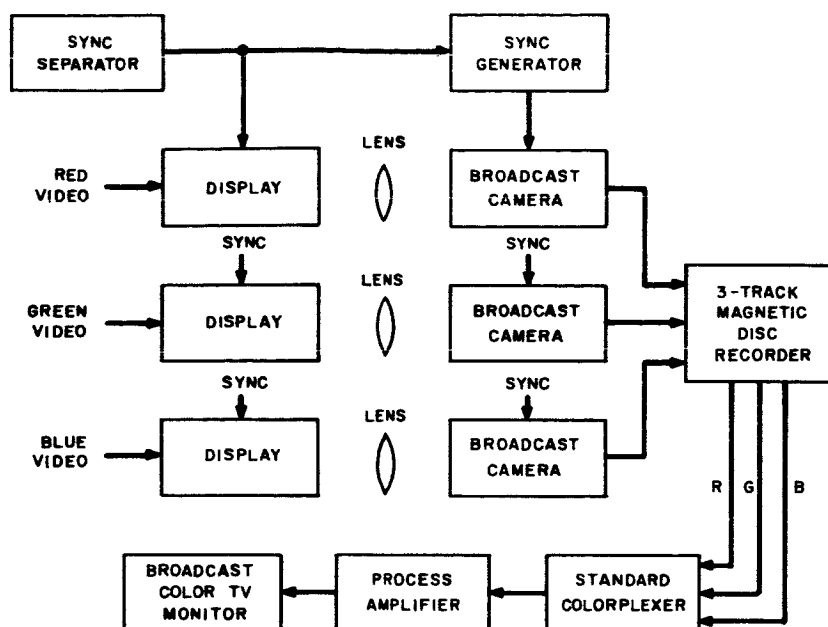 SYNC
SEPARATOR
SYNC
GENERATOR
LENS
RED
VIDEO
DISPLAY
BROADCAST
CAMERA
SYNC
LENS
SYNC
GREEN
VIDEO
DISPLAY
BROADCAST
CAMERA
3-TRACK
MAGNETIC
DISC
RECORDER
SYNC
LENS
SYNC
BLUE
VIDEO
DISPLAY
BROADCAST
CAMERA
R G B
BROADCAST
COLOR TV
MONITOR
PROCESS
AMPLIFIER
STANDARD
COLORPLEXER